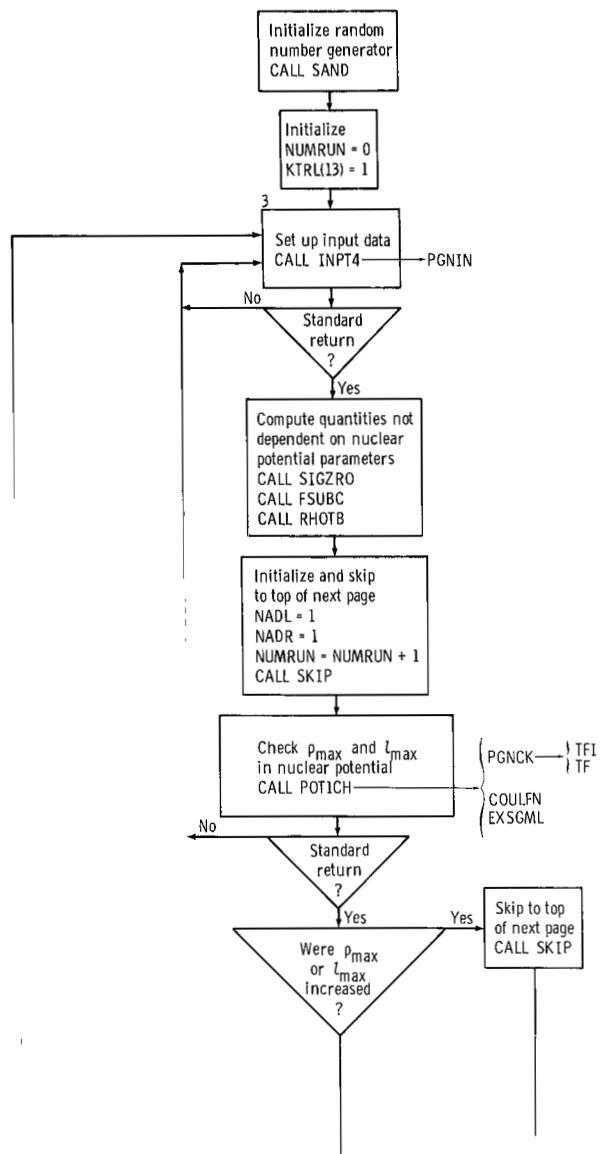 Initialize random
number generator
CALL SAND
Initialize
NUMRUN = 0
KTRL(13) = 1
3
Set up input data
CALL INPT4
PGNIN
No
Standard
return
?
Yes
Compute quantities not
dependent on nuclear
potential parameters
CALL SIGZRO
CALL FSUBC
CALL RHOTB
Initialize and skip
to top of next page
NADL = 1
NADR = 1
NUMRUN = NUMRUN + 1
CALL SKIP
Check ρmax and lmax
in nuclear potential
CALL POT1CH
PGNCK
TFI
TF
COULFN
EXSGML
No
Standard
return
?
Yes
Were ρmax
or lmax
increased
?
Yes
Skip to top
of next page
CALL SKIP